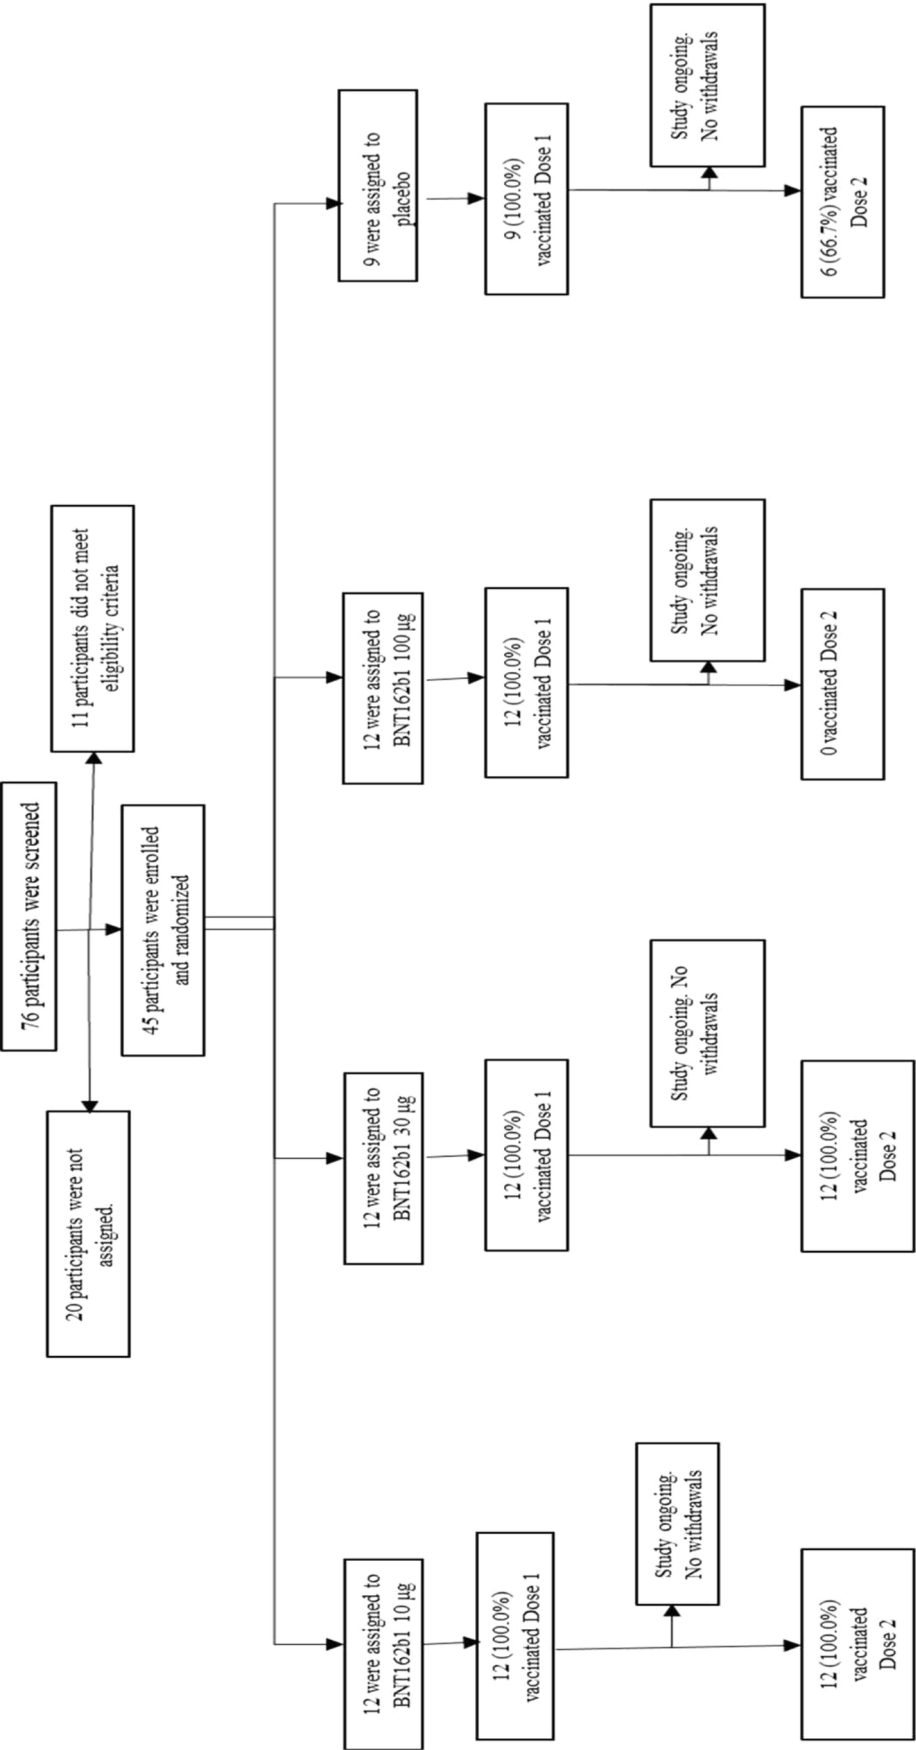 76 participants were screened
20 participants were not
assigned.
11 participants did not meet
eligibility criteria
45 participants were enrolled
and randomized
12 were assigned to
BNT162b1 10 μg
12 were assigned to
BNT162b1 30 μg
12 were assigned to
BNT162b1 100 μg
9 were assigned to
placebo
12 (100.0%)
vaccinated Dose 1
12 (100.0%)
vaccinated Dose 1
12 (100.0%)
vaccinated Dose 1
9 (100.0%)
vaccinated Dose 1
Study ongoing.
No withdrawals
Study ongoing. No
withdrawals
Study ongoing.
No withdrawals
Study ongoing.
No withdrawals
12 (100.0%)
vaccinated
Dose 2
12 (100.0%)
vaccinated
Dose 2
0 vaccinated Dose 2
6 (66.7%) vaccinated
Dose 2